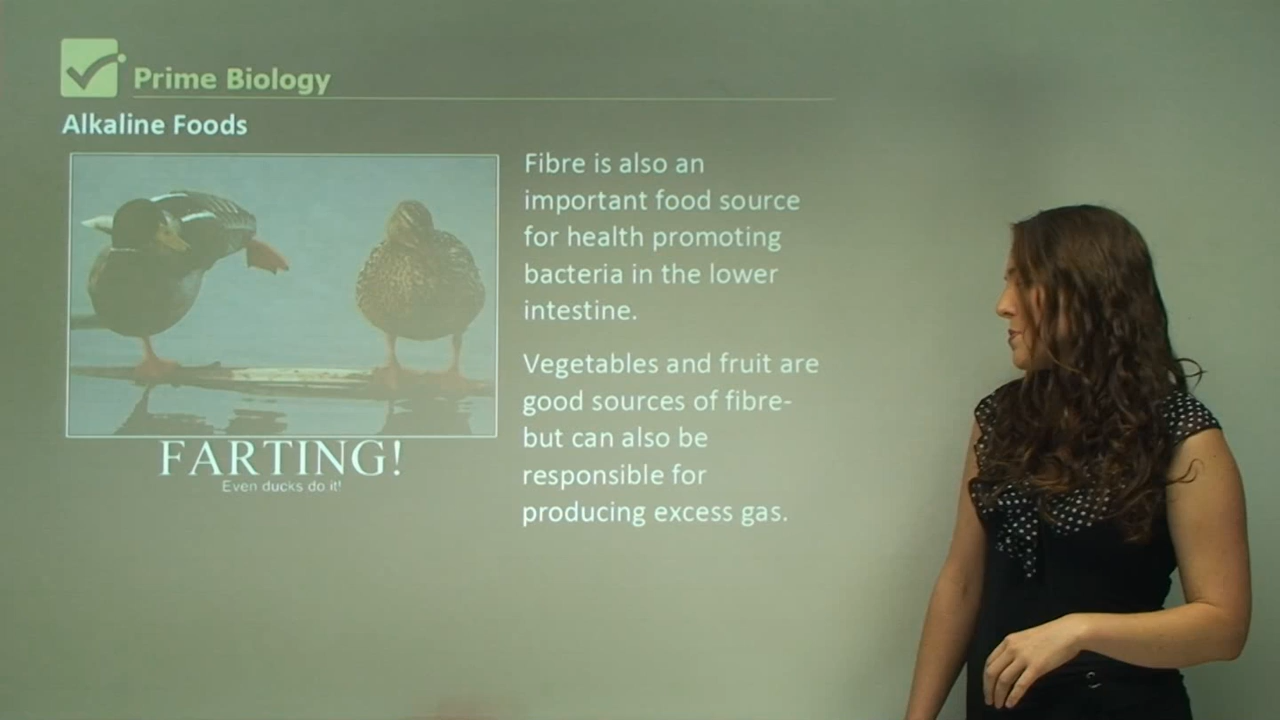 Prime Biology
Alkaline Foods
Fibre is also an
important food source
for health promoting
bacteria in the lower
intestine.
Vegetables and fruit are
good sources of fibre-
but can also be
responsible for
producing excess gas.
FARTING!
Even ducks do it!